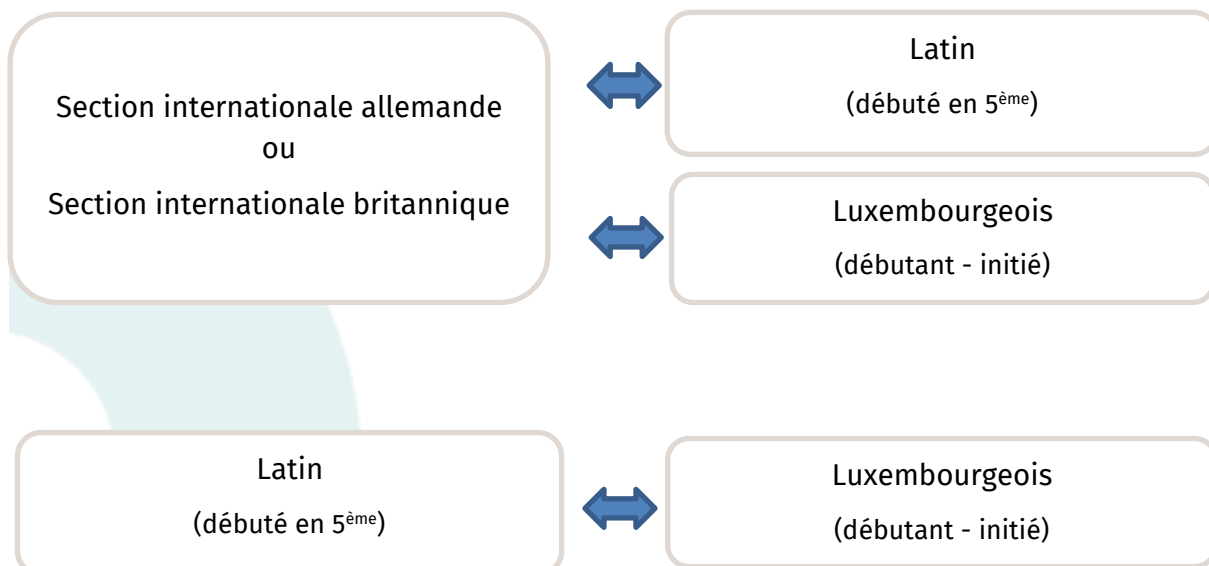 Section internationale allemande
ou
Section internationale britannique
Latin
(débuté en 5ème)
Luxembourgeois
(débutant - initié)
Latin
(débuté en 5ème)
Luxembourgeois
(débutant - initié)